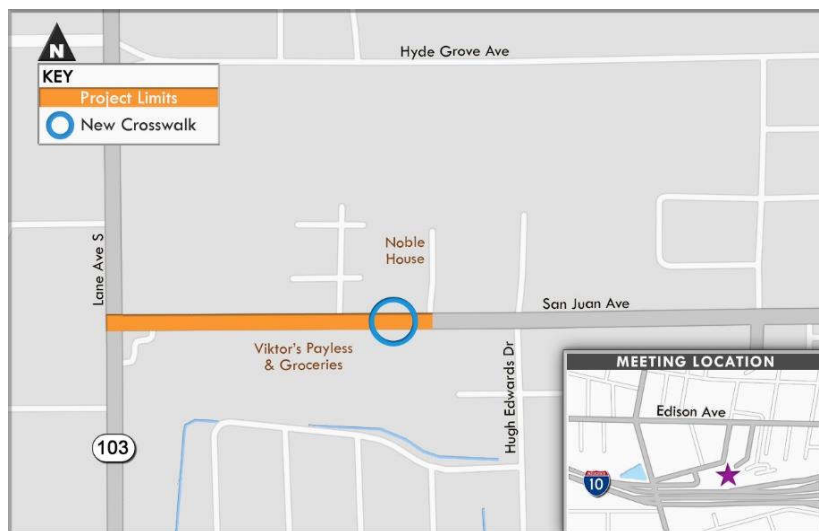 N
KEY
Project Limits
New Crosswalk
Hyde Grove Ave
Lane Ave S
Noble
House
San Juan Ave
Viktor's Payless
& Groceries
Hugh Edwards Dr
103
MEETING LOCATION
Edison Ave
10